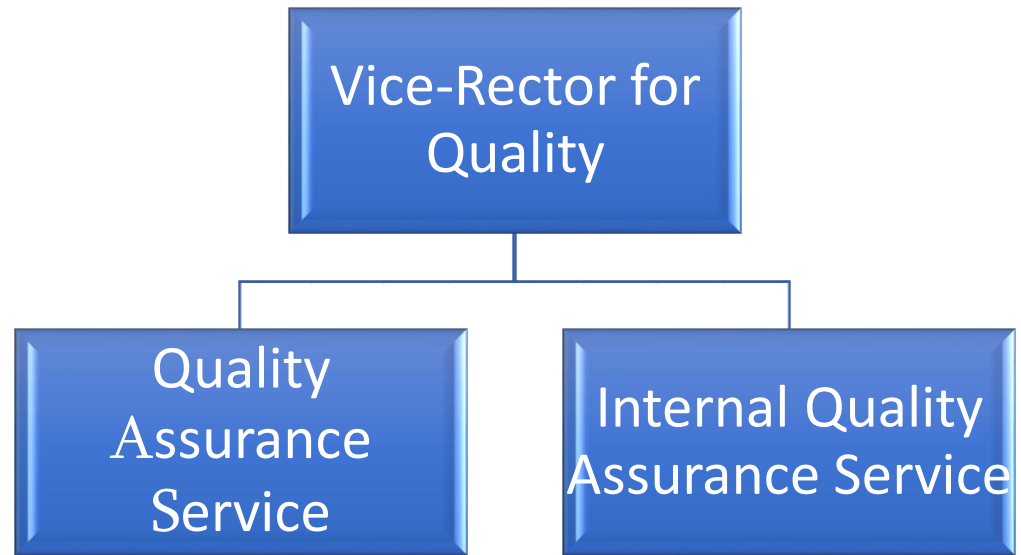 Vice-Rector for
Quality
Quality
Assurance
Service
Internal Quality
Assurance Service